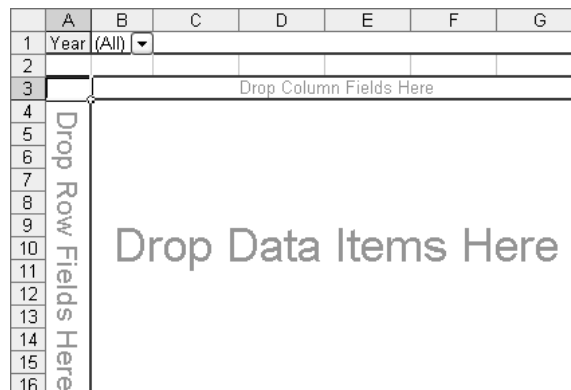 A B C D E F G
1 Year (All)
2
3 Drop Column Fields Here
4
5
6
7
8
9
10
11
12
13
14
15
16
Drop Row Fields Here
Drop Data Items Here